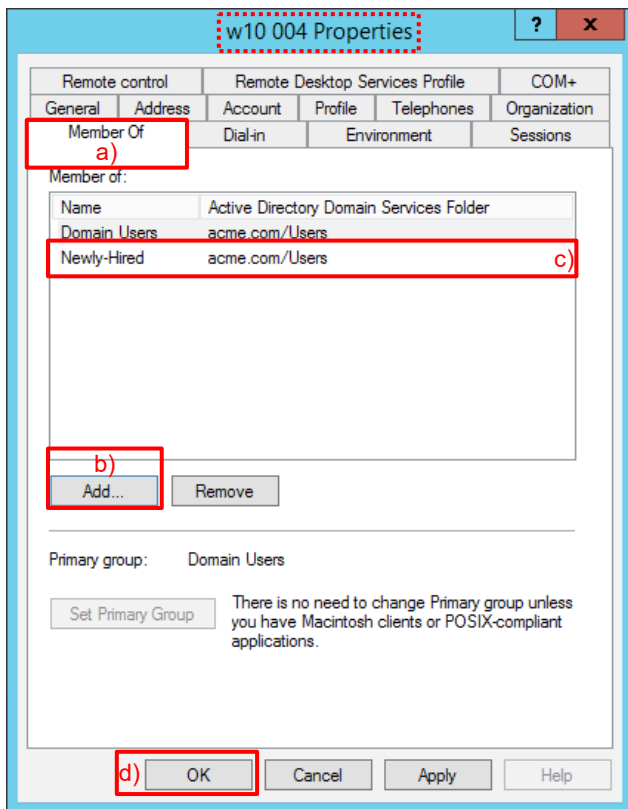 w10 004 Properties
? x
Remote control Remote Desktop Services Profile COM+
General Address Account Profile Telephones Organization
Member Of Dial-in Environment Sessions
a)
Member of:
Name Active Directory Domain Services Folder
Domain Users acme.com/Users
Newly-Hired acme.com/Users c)
b)
Add... Remove
Primary group: Domain Users
Set Primary Group
There is no need to change Primary group unless
you have Macintosh clients or POSIX-compliant
applications.
d) OK Cancel Apply Help